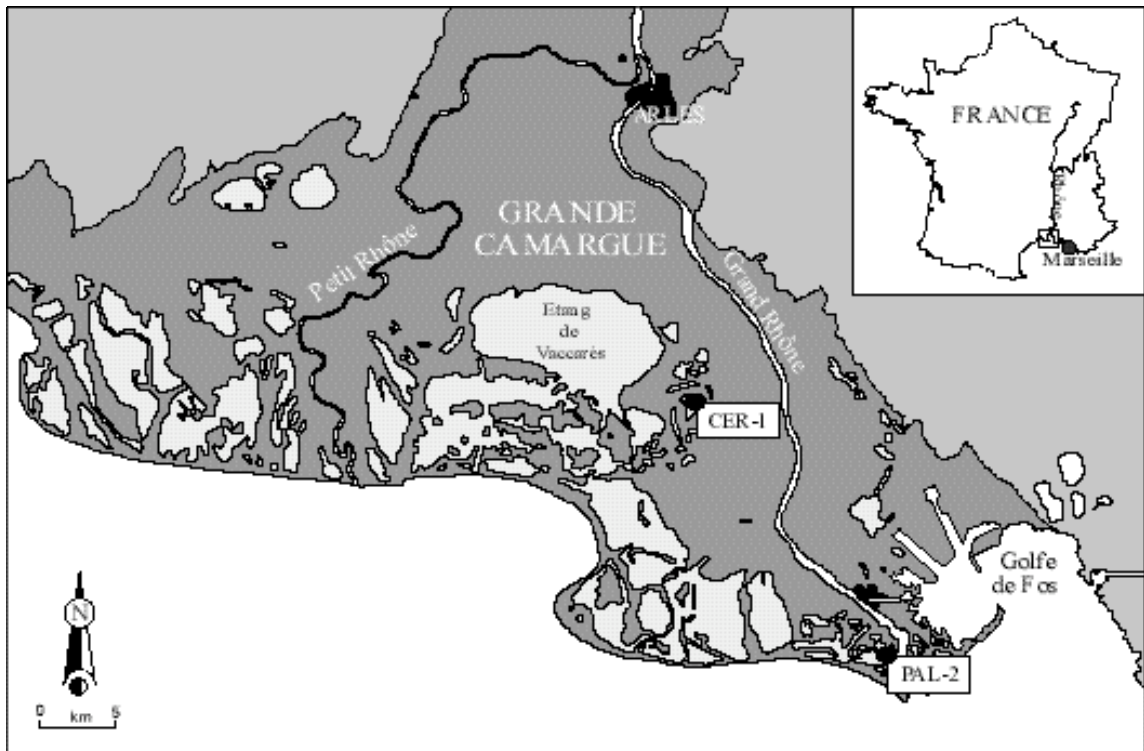 ARLES
FRANCE
Rhône
Marseille
GRANDE
CAMARGUE
Petit Rhône
Grand Rhône
Etang
de
Vaccarès
CER-1
Golfe
de Fos
PAL-2
N
0 km 5